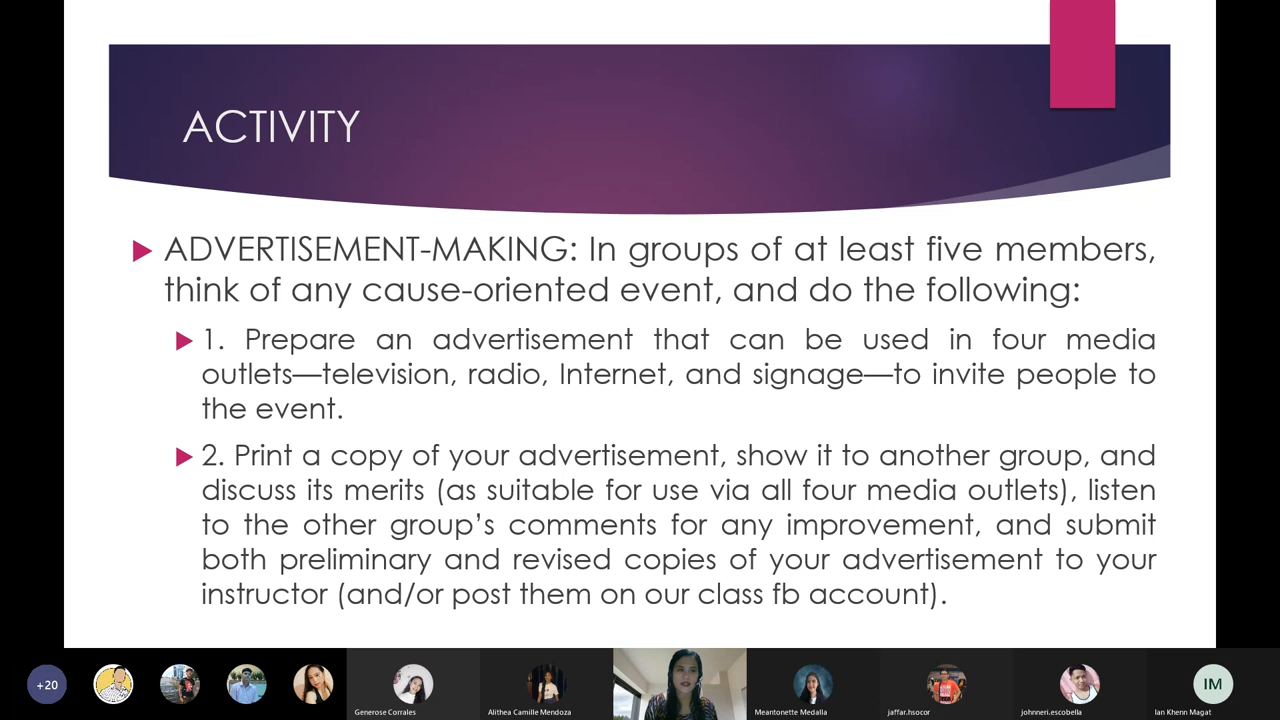 ACTIVITY
ADVERTISEMENT-MAKING: In groups of at least five members,
think of any cause-oriented event, and do the following:
1. Prepare an advertisement that can be used in four media
outlets—television, radio, Internet, and signage—to invite people to
the event.
2. Print a copy of your advertisement, show it to another group, and
discuss its merits (as suitable for use via all four media outlets), listen
to the other group’s comments for any improvement, and submit
both preliminary and revised copies of your advertisement to your
instructor (and/or post them on our class fb account).
+20
IM
Generose Corrales
Alithea Camille Mendoza
Meantonette Medalla
jaffar.hsocor
johnneri.escobella
Ian Khenn Magat